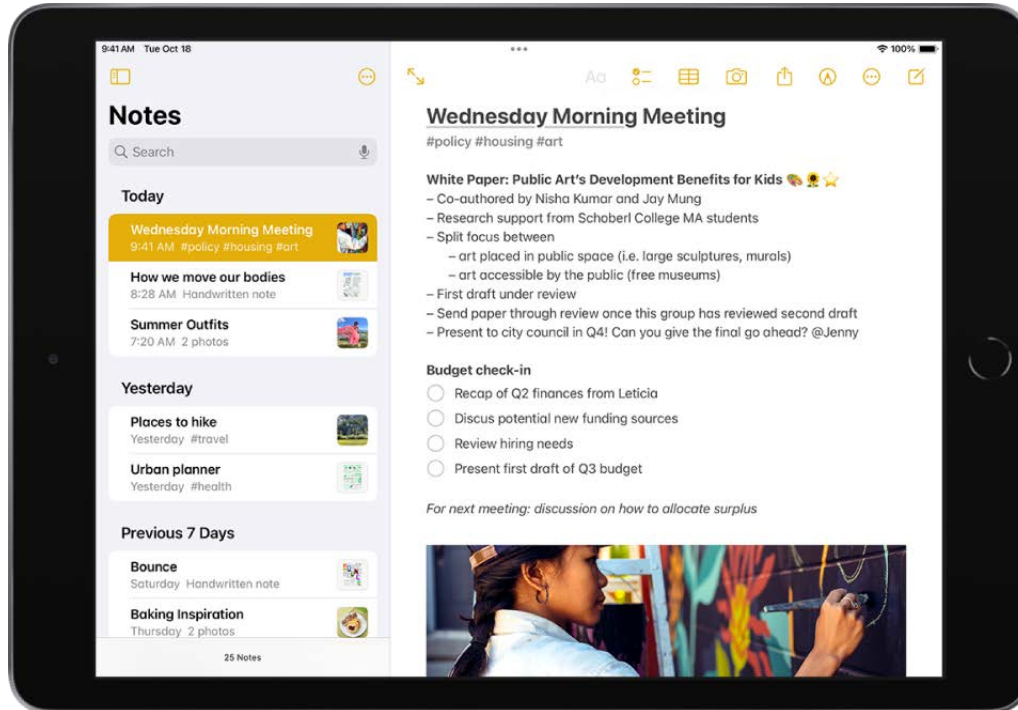 9:41 AM Tue Oct 18
100%
Notes
Search
Today
Wednesday Morning Meeting
9:41 AM #policy #housing #art
How we move our bodies
8:28 AM Handwritten note
Summer Outfits
7:20 AM 2 photos
Yesterday
Places to hike
Yesterday #travel
Urban planner
Yesterday #health
Previous 7 Days
Bounce
Saturday Handwritten note
Baking Inspiration
Thursday 2 photos
25 Notes
Aa
Wednesday Morning Meeting
#policy #housing #art
White Paper: Public Art's Development Benefits for Kids 🎨 🌻 ⭐
– Co-authored by Nisha Kumar and Jay Mung
– Research support from Schoberl College MA students
– Split focus between
– art placed in public space (i.e. large sculptures, murals)
– art accessible by the public (free museums)
– First draft under review
– Send paper through review once this group has reviewed second draft
– Present to city council in Q4! Can you give the final go ahead? @Jenny
Budget check-in
Recap of Q2 finances from Leticia
Discus potential new funding sources
Review hiring needs
Present first draft of Q3 budget
For next meeting: discussion on how to allocate surplus